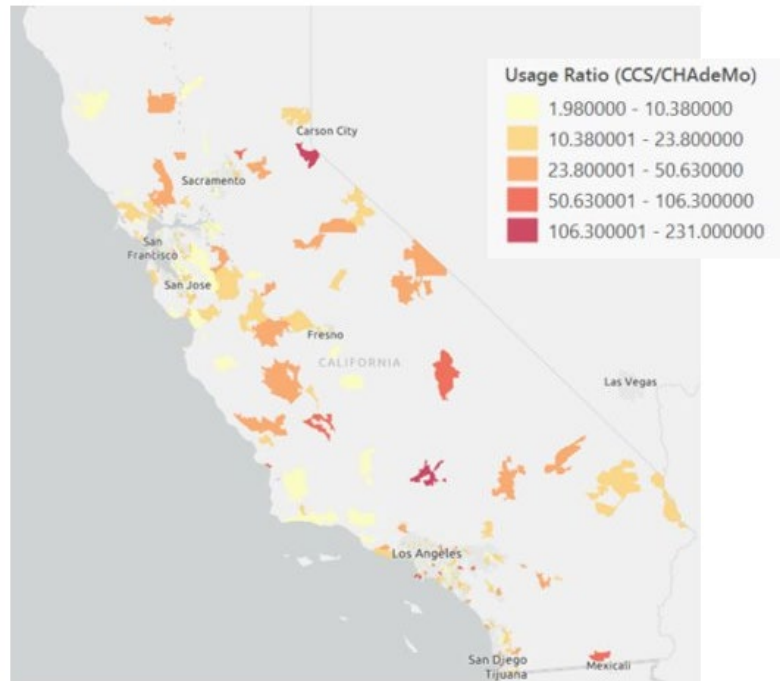 Usage Ratio (CCS/CHAdeMo)
1.980000 - 10.380000
10.380001 - 23.800000
23.800001 - 50.630000
50.630001 - 106.300000
106.300001 - 231.000000
Carson City
Sacramento
San
Francisco
San Jose
Fresno
CALIFORNIA
Las Vegas
Los Angeles
San Diego
Tijuana
Mexicali